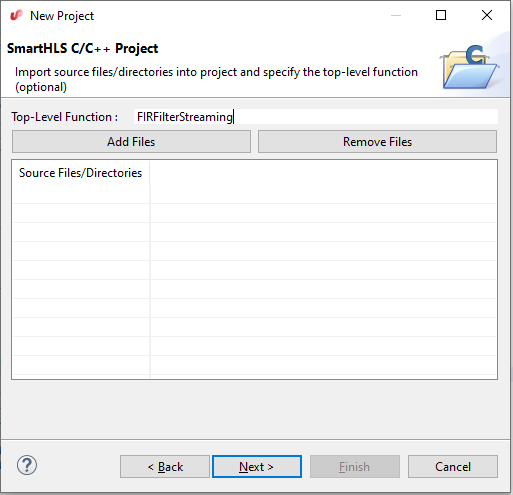 New Project
SmartHLS C/C++ Project
Import source files/directories into project and specify the top-level function
(optional)
Top-Level Function : FIRFilterStreaming
Add Files Remove Files
Source Files/Directories
< Back Next > Finish Cancel